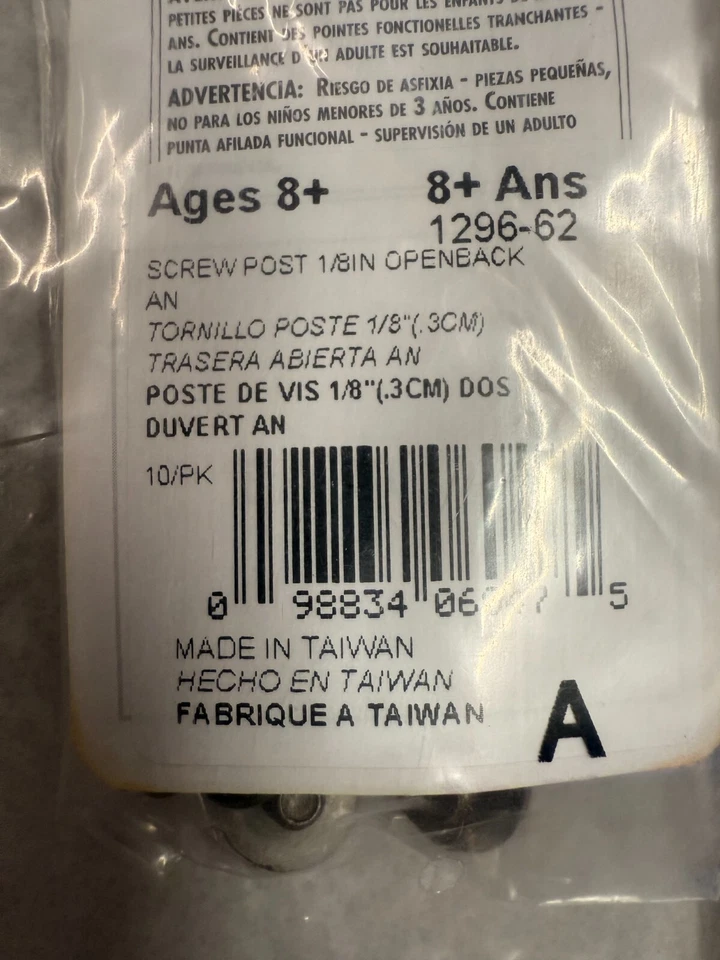 PETITES PIÈCES NE SONT PAS POUR LES ENFANTS
ANS. CONTIENT DES POINTES FONCTIONELLES TRANCHANTES -
LA SURVEILLANCE D'UN ADULTE EST SOUHAITABLE.
ADVERTENCIA: RIESGO DE ASFIXIA - PIEZAS PEQUEÑAS,
NO PARA LOS NIÑOS MENORES DE 3 AÑOS. CONTIENE
PUNTA AFILADA FUNCIONAL - SUPERVISIÓN DE UN ADULTO
Ages 8+ 8+ Ans
1296-62
SCREW POST 1/8IN OPENBACK
AN
TORNILLO POSTE 1/8"(.3CM)
TRASERA ABIERTA AN
POSTE DE VIS 1/8"(.3CM) DOS
DUVERT AN
10/PK
0 98834 5
MADE IN TAIWAN
HECHO EN TAIWAN
FABRIQUE A TAIWAN
A